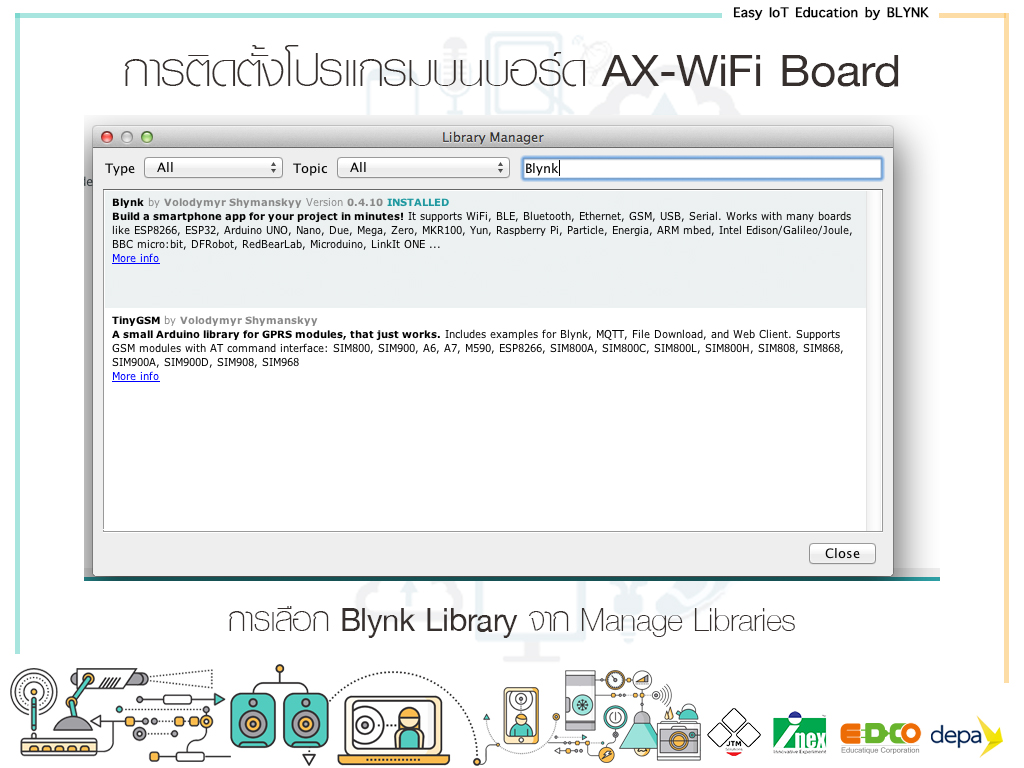 Easy IoT Education by BLYNK
การติดตั้งโปรแกรมบนบอร์ด AX-WiFi Board
Library Manager
Type All Topic All Blynk
Blynk by Volodymyr Shymanskyy Version 0.4.10 INSTALLED
Build a smartphone app for your project in minutes! It supports WiFi, BLE, Bluetooth, Ethernet, GSM, USB, Serial. Works with many boards
like ESP8266, ESP32, Arduino UNO, Nano, Due, Mega, Zero, MKR100, Yun, Raspberry Pi, Particle, Energia, ARM mbed, Intel Edison/Galileo/Joule,
BBC micro:bit, DFRobot, RedBearLab, Microduino, LinkIt ONE ...
More info
TinyGSM by Volodymyr Shymanskyy
A small Arduino library for GPRS modules, that just works. Includes examples for Blynk, MQTT, File Download, and Web Client. Supports
GSM modules with AT command interface: SIM800, SIM900, A6, A7, M590, ESP8266, SIM800A, SIM800C, SIM800L, SIM800H, SIM808, SIM868,
SIM900A, SIM900D, SIM908, SIM968
More info
Close
การเลือก Blynk Library จาก Manage Libraries
JTM
inex
Innovative Experiment
EDCO
Educatique Corporation
depa